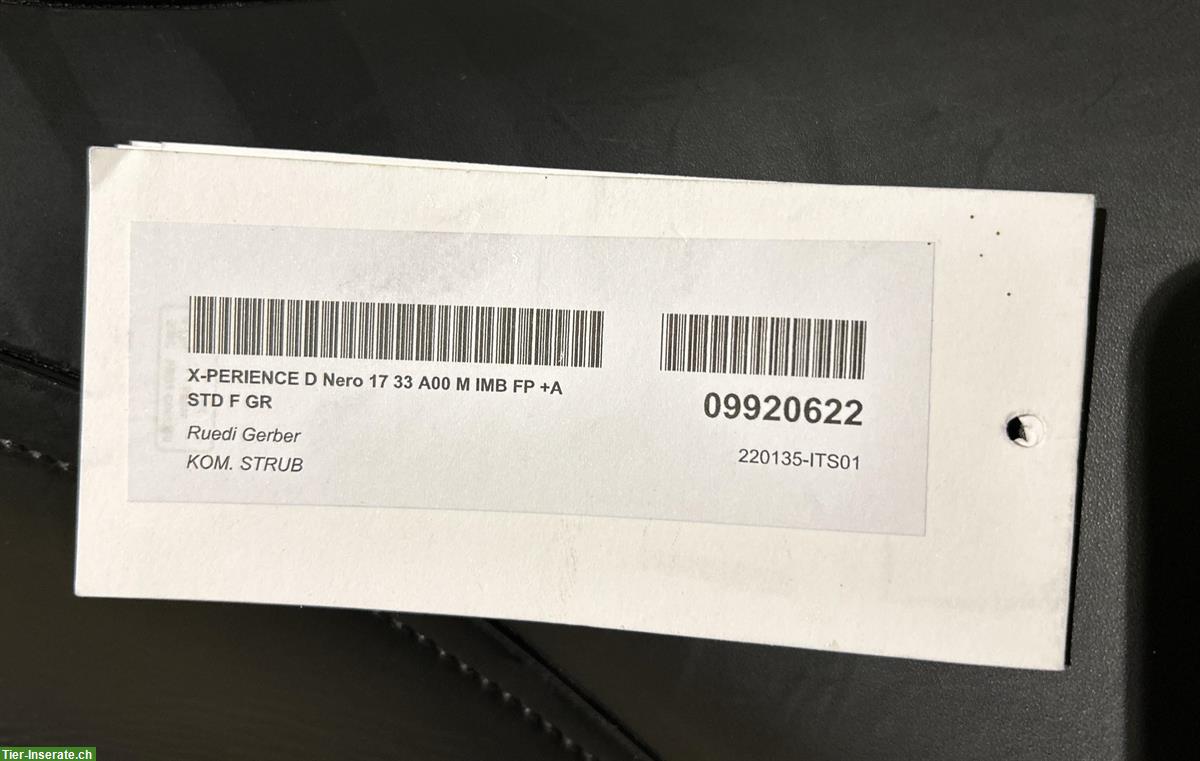 X-PERIENCE D Nero 17 33 A00 M IMB FP +A
STD F GR
Ruedi Gerber
KOM. STRUB
09920622
220135-ITS01
Tier-Inserate.ch